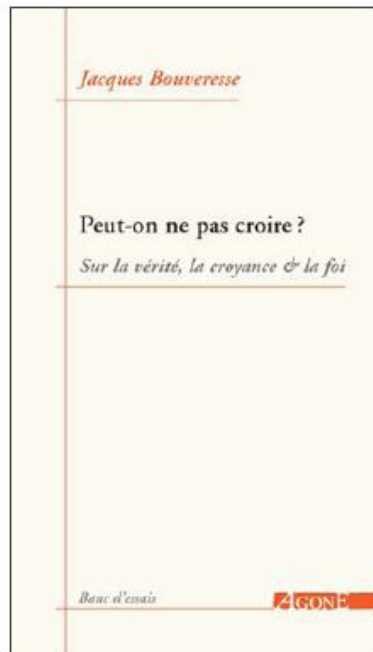 Jacques Bouveresse
Peut-on ne pas croire ?
Sur la vérité, la croyance & la foi
Banc d'essais
AGONE